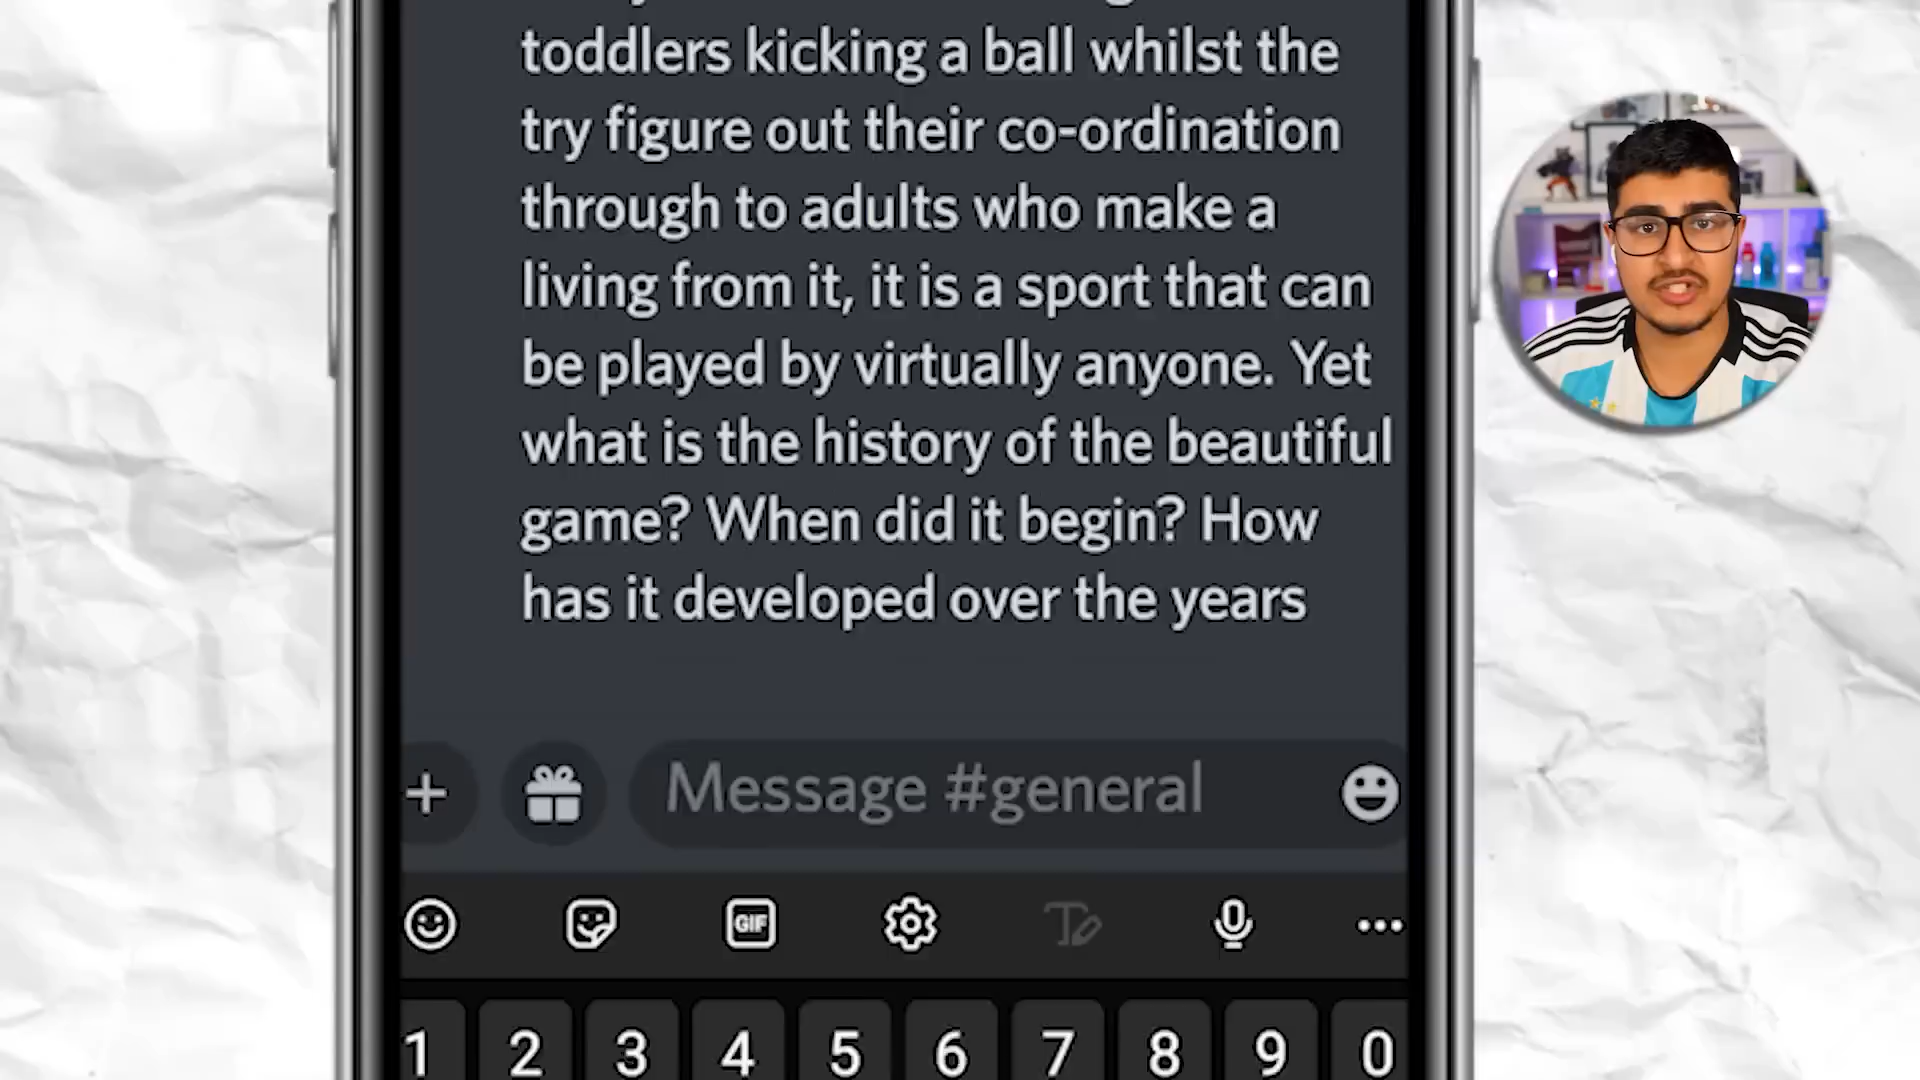 toddlers kicking a ball whilst the
try figure out their co-ordination
through to adults who make a
living from it, it is a sport that can
be played by virtually anyone. Yet
what is the history of the beautiful
game? When did it begin? How
has it developed over the years
Message #general
GIF
1 2 3 4 5 6 7 8 9 0